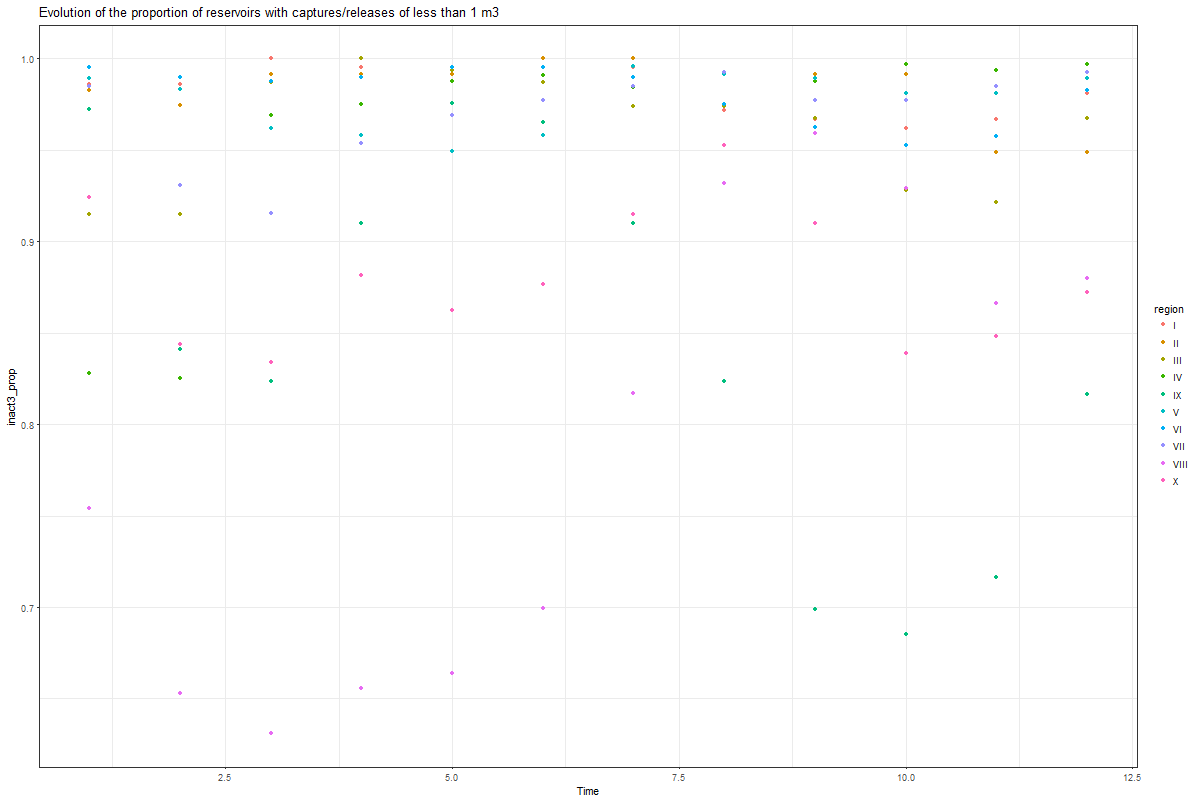 Evolution of the proportion of reservoirs with captures/releases of less than 1 m3
1.0
0.9
0.8
0.7
inact3_prop
2.5
5.0
7.5
10.0
12.5
Time
region
I
II
III
IV
IX
V
VI
VII
VIII
X